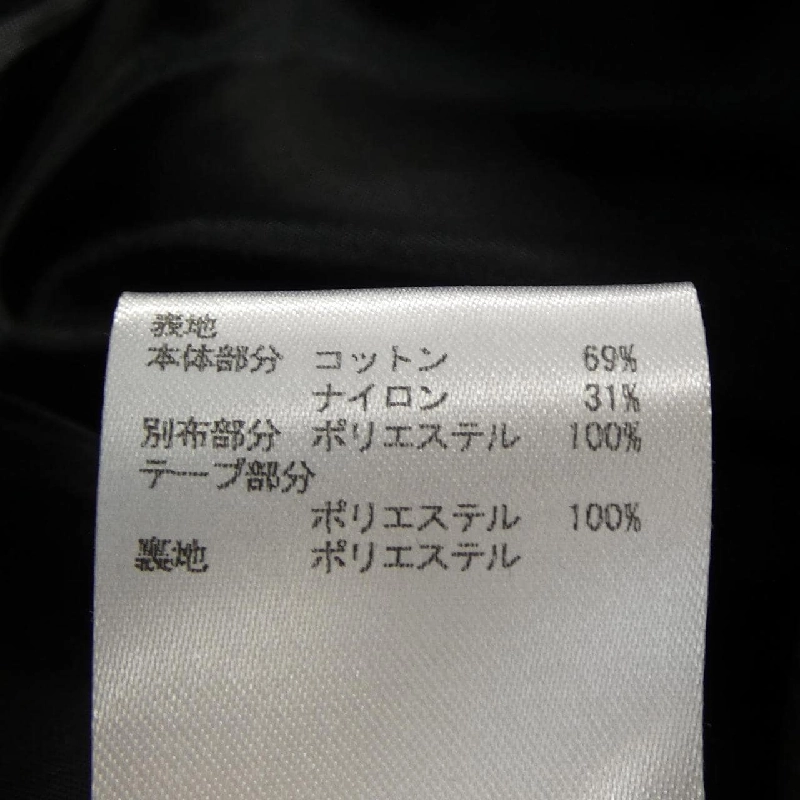 表地
本体部分 コットン 69%
ナイロン 31%
別布部分 ポリエステル 100%
テープ部分
ポリエステル 100%
裏地 ポリエステル